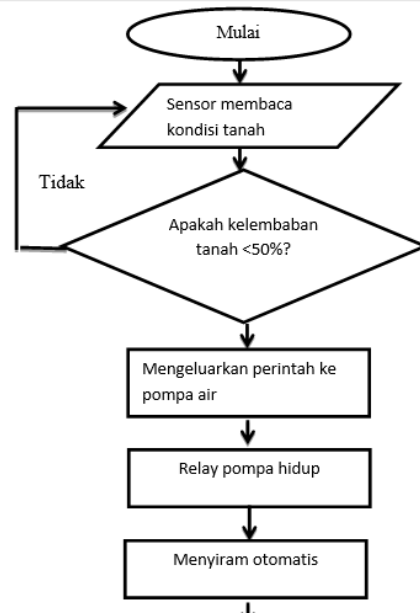 Mulai
Sensor membaca
kondisi tanah
Tidak
Apakah kelembaban
tanah <50%?
Mengeluarkan perintah ke
pompa air
Relay pompa hidup
Menyiram otomatis